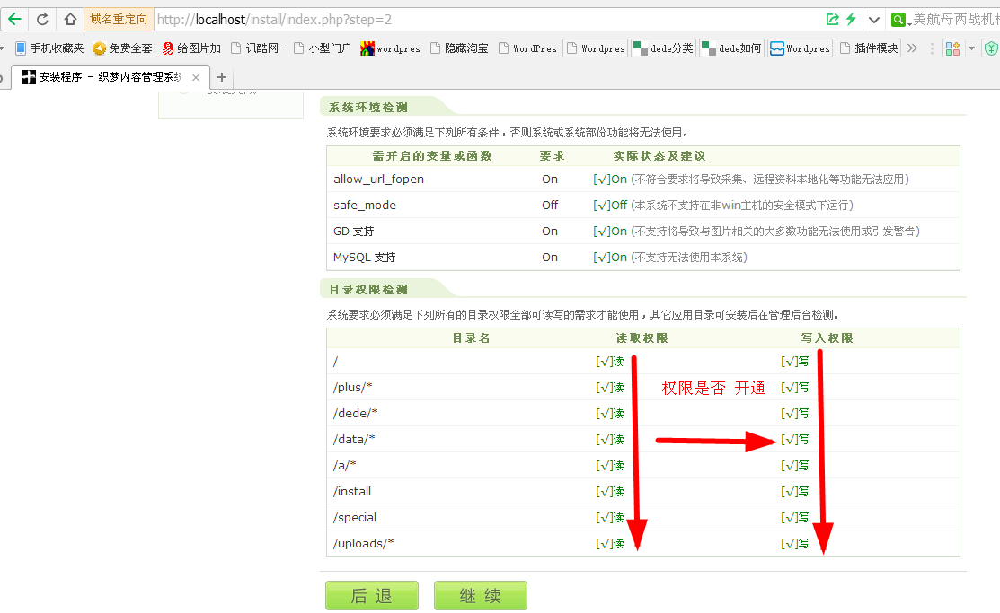 域名重定向 http://localhost/install/index.php?step=2 美航母两战机
手机收藏夹 免费全套 给图片加 讯酷网- 小型门户 wordpres 隐藏淘宝 WordPres Wordpres dede分类 dede如何 Wordpres 插件模块 »
安装程序 - 织梦内容管理系统 × +
系统环境检测
系统环境要求必须满足下列所有条件，否则系统或系统部份功能将无法使用。
需开启的变量或函数 要求 实际状态及建议
allow_url_fopen On [√]On (不符合要求将导致采集、远程资料本地化等功能无法应用)
safe_mode Off [√]Off (本系统不支持在非win主机的安全模式下运行)
GD 支持 On [√]On (不支持将导致与图片相关的大多数功能无法使用或引发警告)
MySQL 支持 On [√]On (不支持无法使用本系统)
目录权限检测
系统要求必须满足下列所有的目录权限全部可读写的需求才能使用，其它应用目录可安装后在管理后台检测。
目录名 读取权限 写入权限
/ [√]读 [√]写
/plus/* [√]读 权限是否 开通 [√]写
/dede/* [√]读 [√]写
/data/* [√]读 [√]写
/a/* [√]读 [√]写
/install [√]读 [√]写
/special [√]读 [√]写
/uploads/* [√]读 [√]写
后 退 继 续